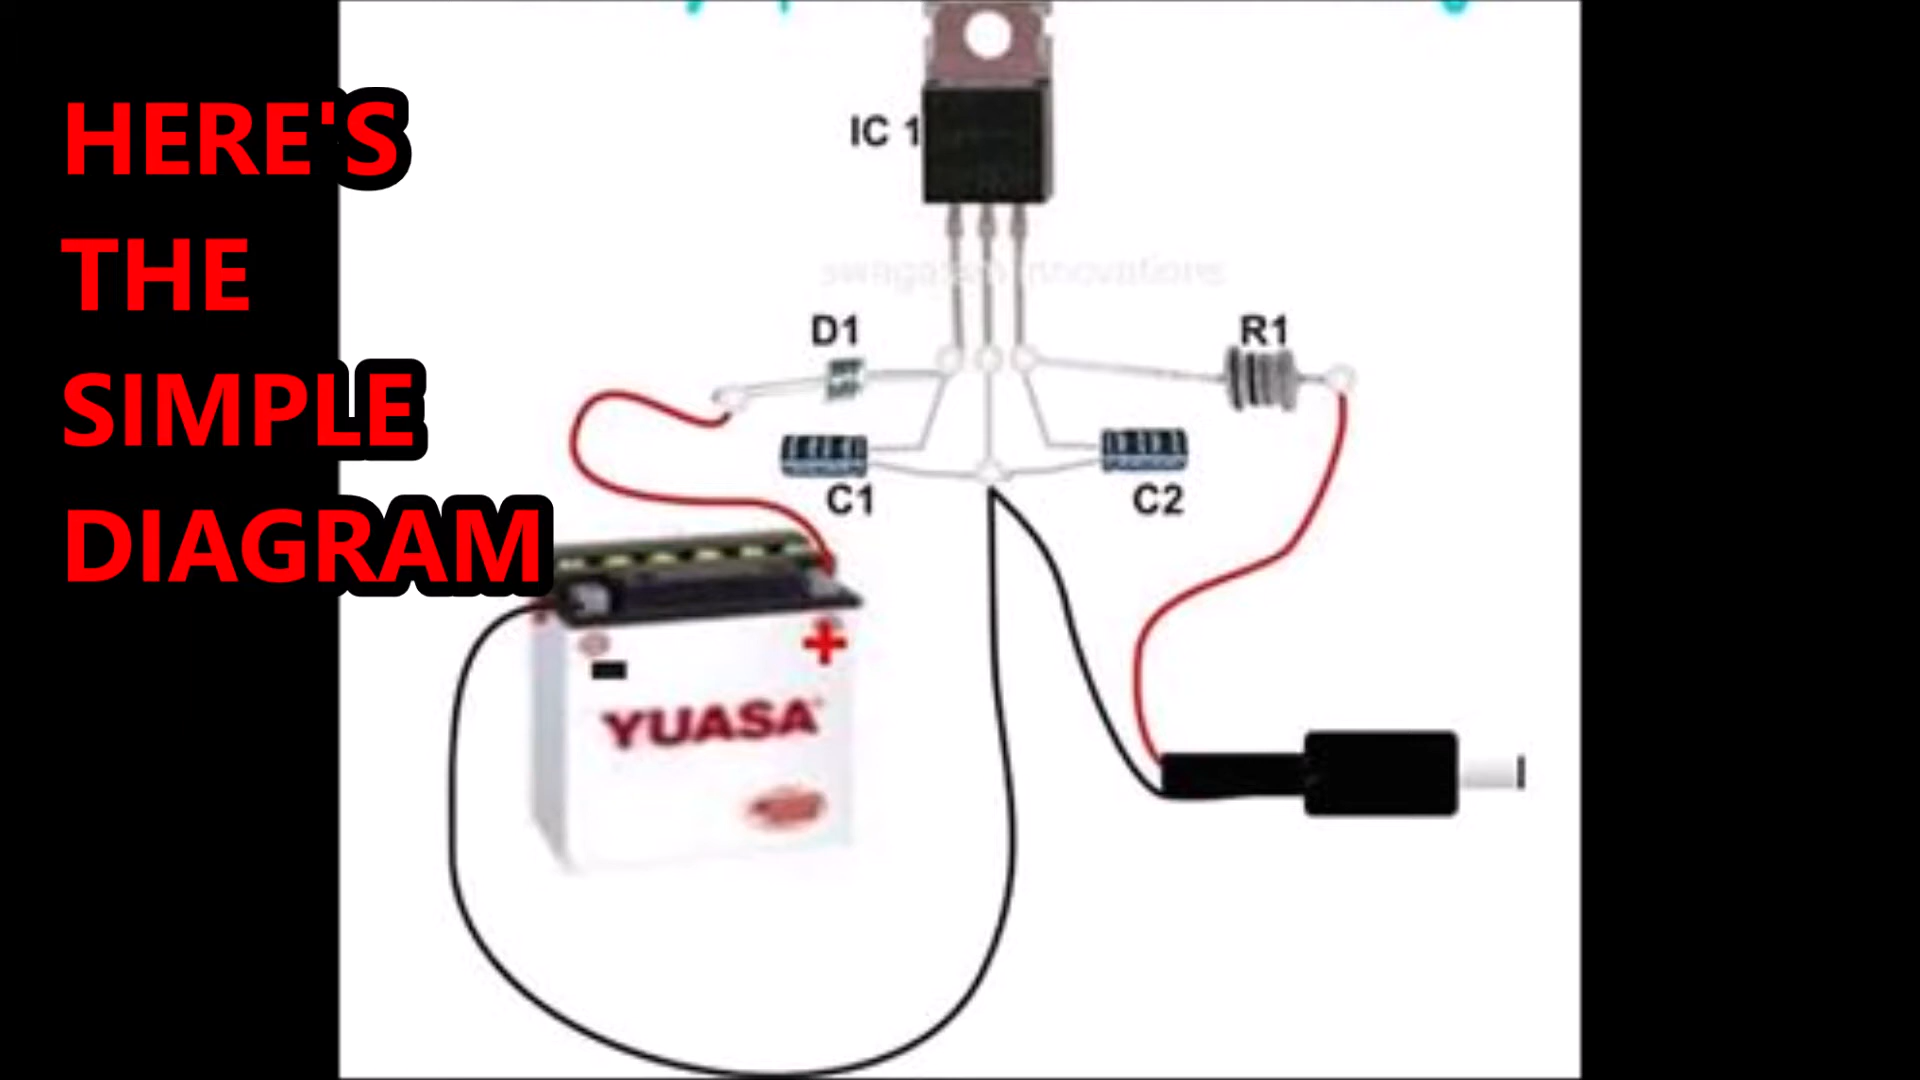 HERE'S
THE
SIMPLE
DIAGRAM
IC 1
D1
R1
C1
C2
YUASA